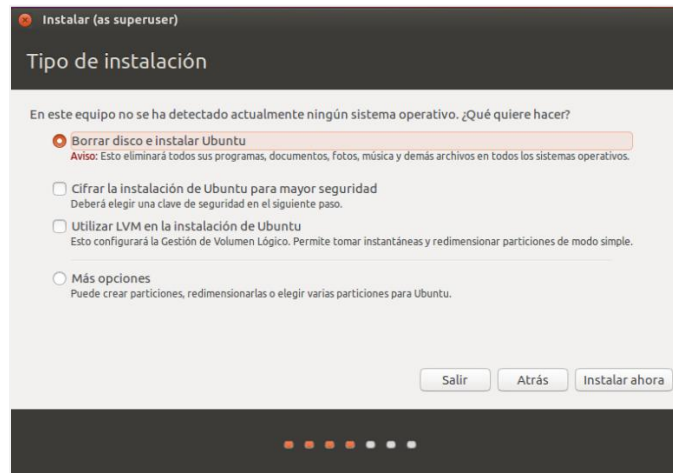 Instalar (as superuser)
Tipo de instalación
En este equipo no se ha detectado actualmente ningún sistema operativo. ¿Qué quiere hacer?
Borrar disco e instalar Ubuntu
Aviso: Esto eliminará todos sus programas, documentos, fotos, música y demás archivos en todos los sistemas operativos.
Cifrar la instalación de Ubuntu para mayor seguridad
Deberá elegir una clave de seguridad en el siguiente paso.
Utilizar LVM en la instalación de Ubuntu
Esto configurará la Gestión de Volumen Lógico. Permite tomar instantáneas y redimensionar particiones de modo simple.
Más opciones
Puede crear particiones, redimensionarlas o elegir varias particiones para Ubuntu.
Salir Atrás Instalar ahora